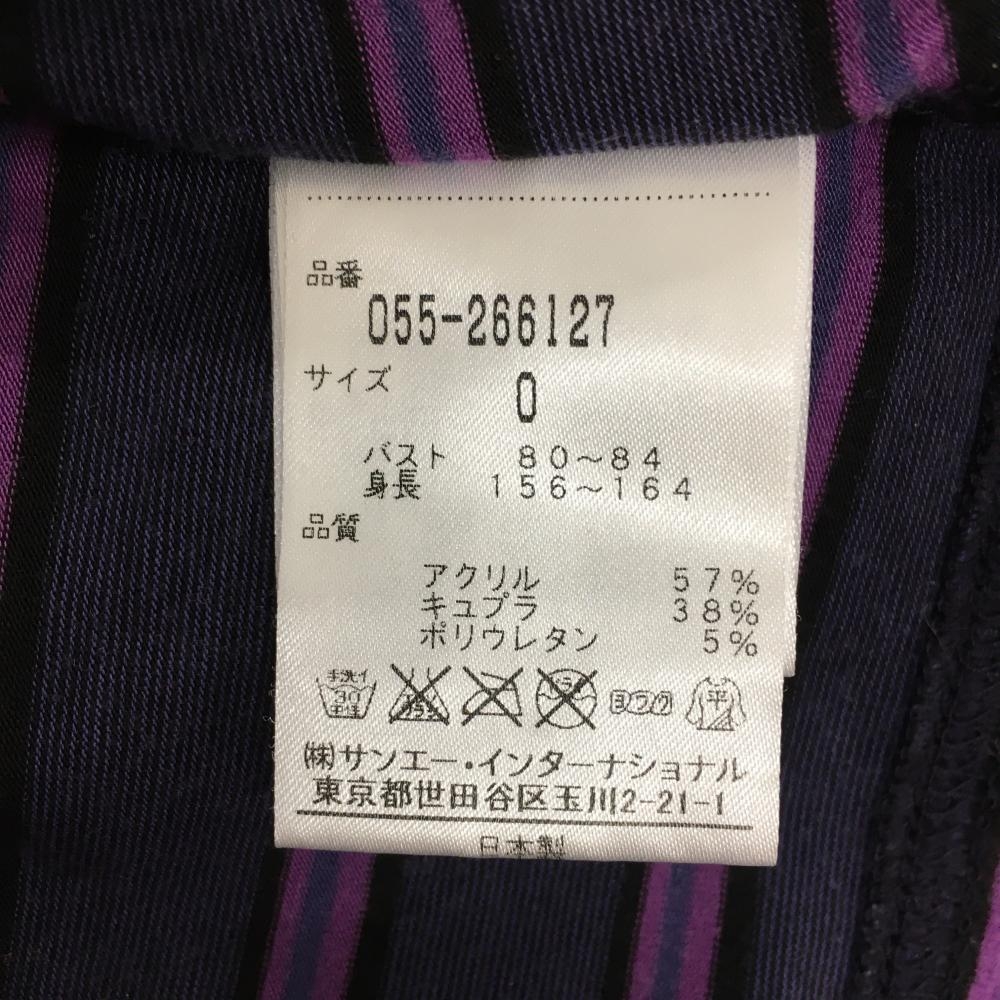 品番
055-266127
サイズ 0
バスト 80~84
身長 156~164
品質
アクリル 57%
キュプラ 38%
ポリウレタン 5%
手洗イ
30
中性
ヨワク
平
(株)サンエー・インターナショナル
東京都世田谷区玉川2-21-1
日本製